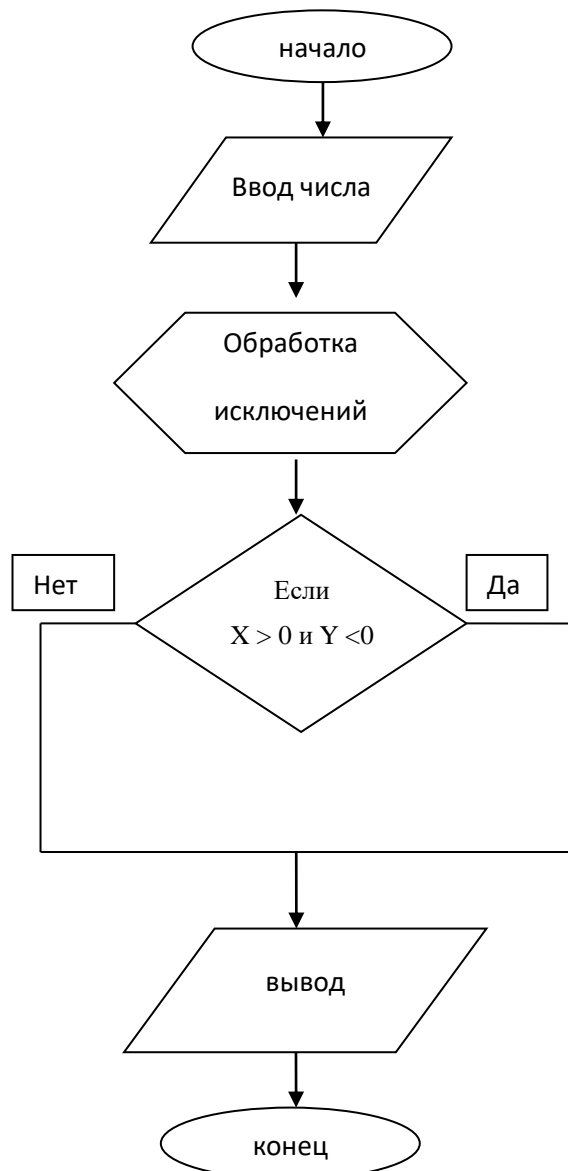 начало
Ввод числа
Обработка
исключений
Нет
Если
Да
X > 0 и Y <0
вывод
конец